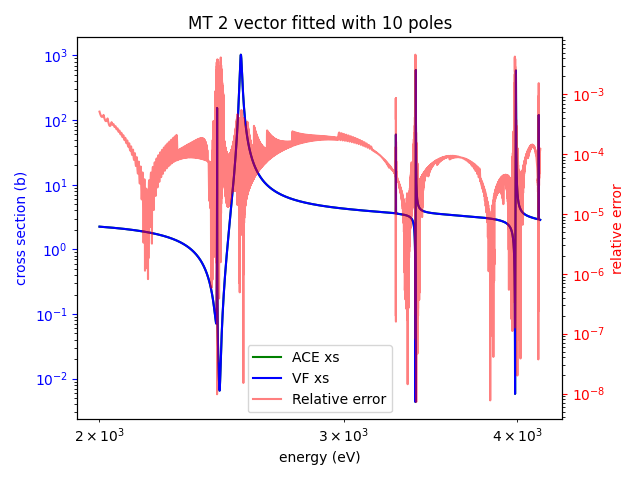 MT 2 vector fitted with 10 poles
cross section (b)
10³
10²
10¹
10⁰
10⁻¹
10⁻²
10⁻³
10⁻⁴
10⁻⁵
10⁻⁶
10⁻⁷
10⁻⁸
relative error
ACE xs
VF xs
Relative error
2 × 10³
3 × 10³
4 × 10³
energy (eV)